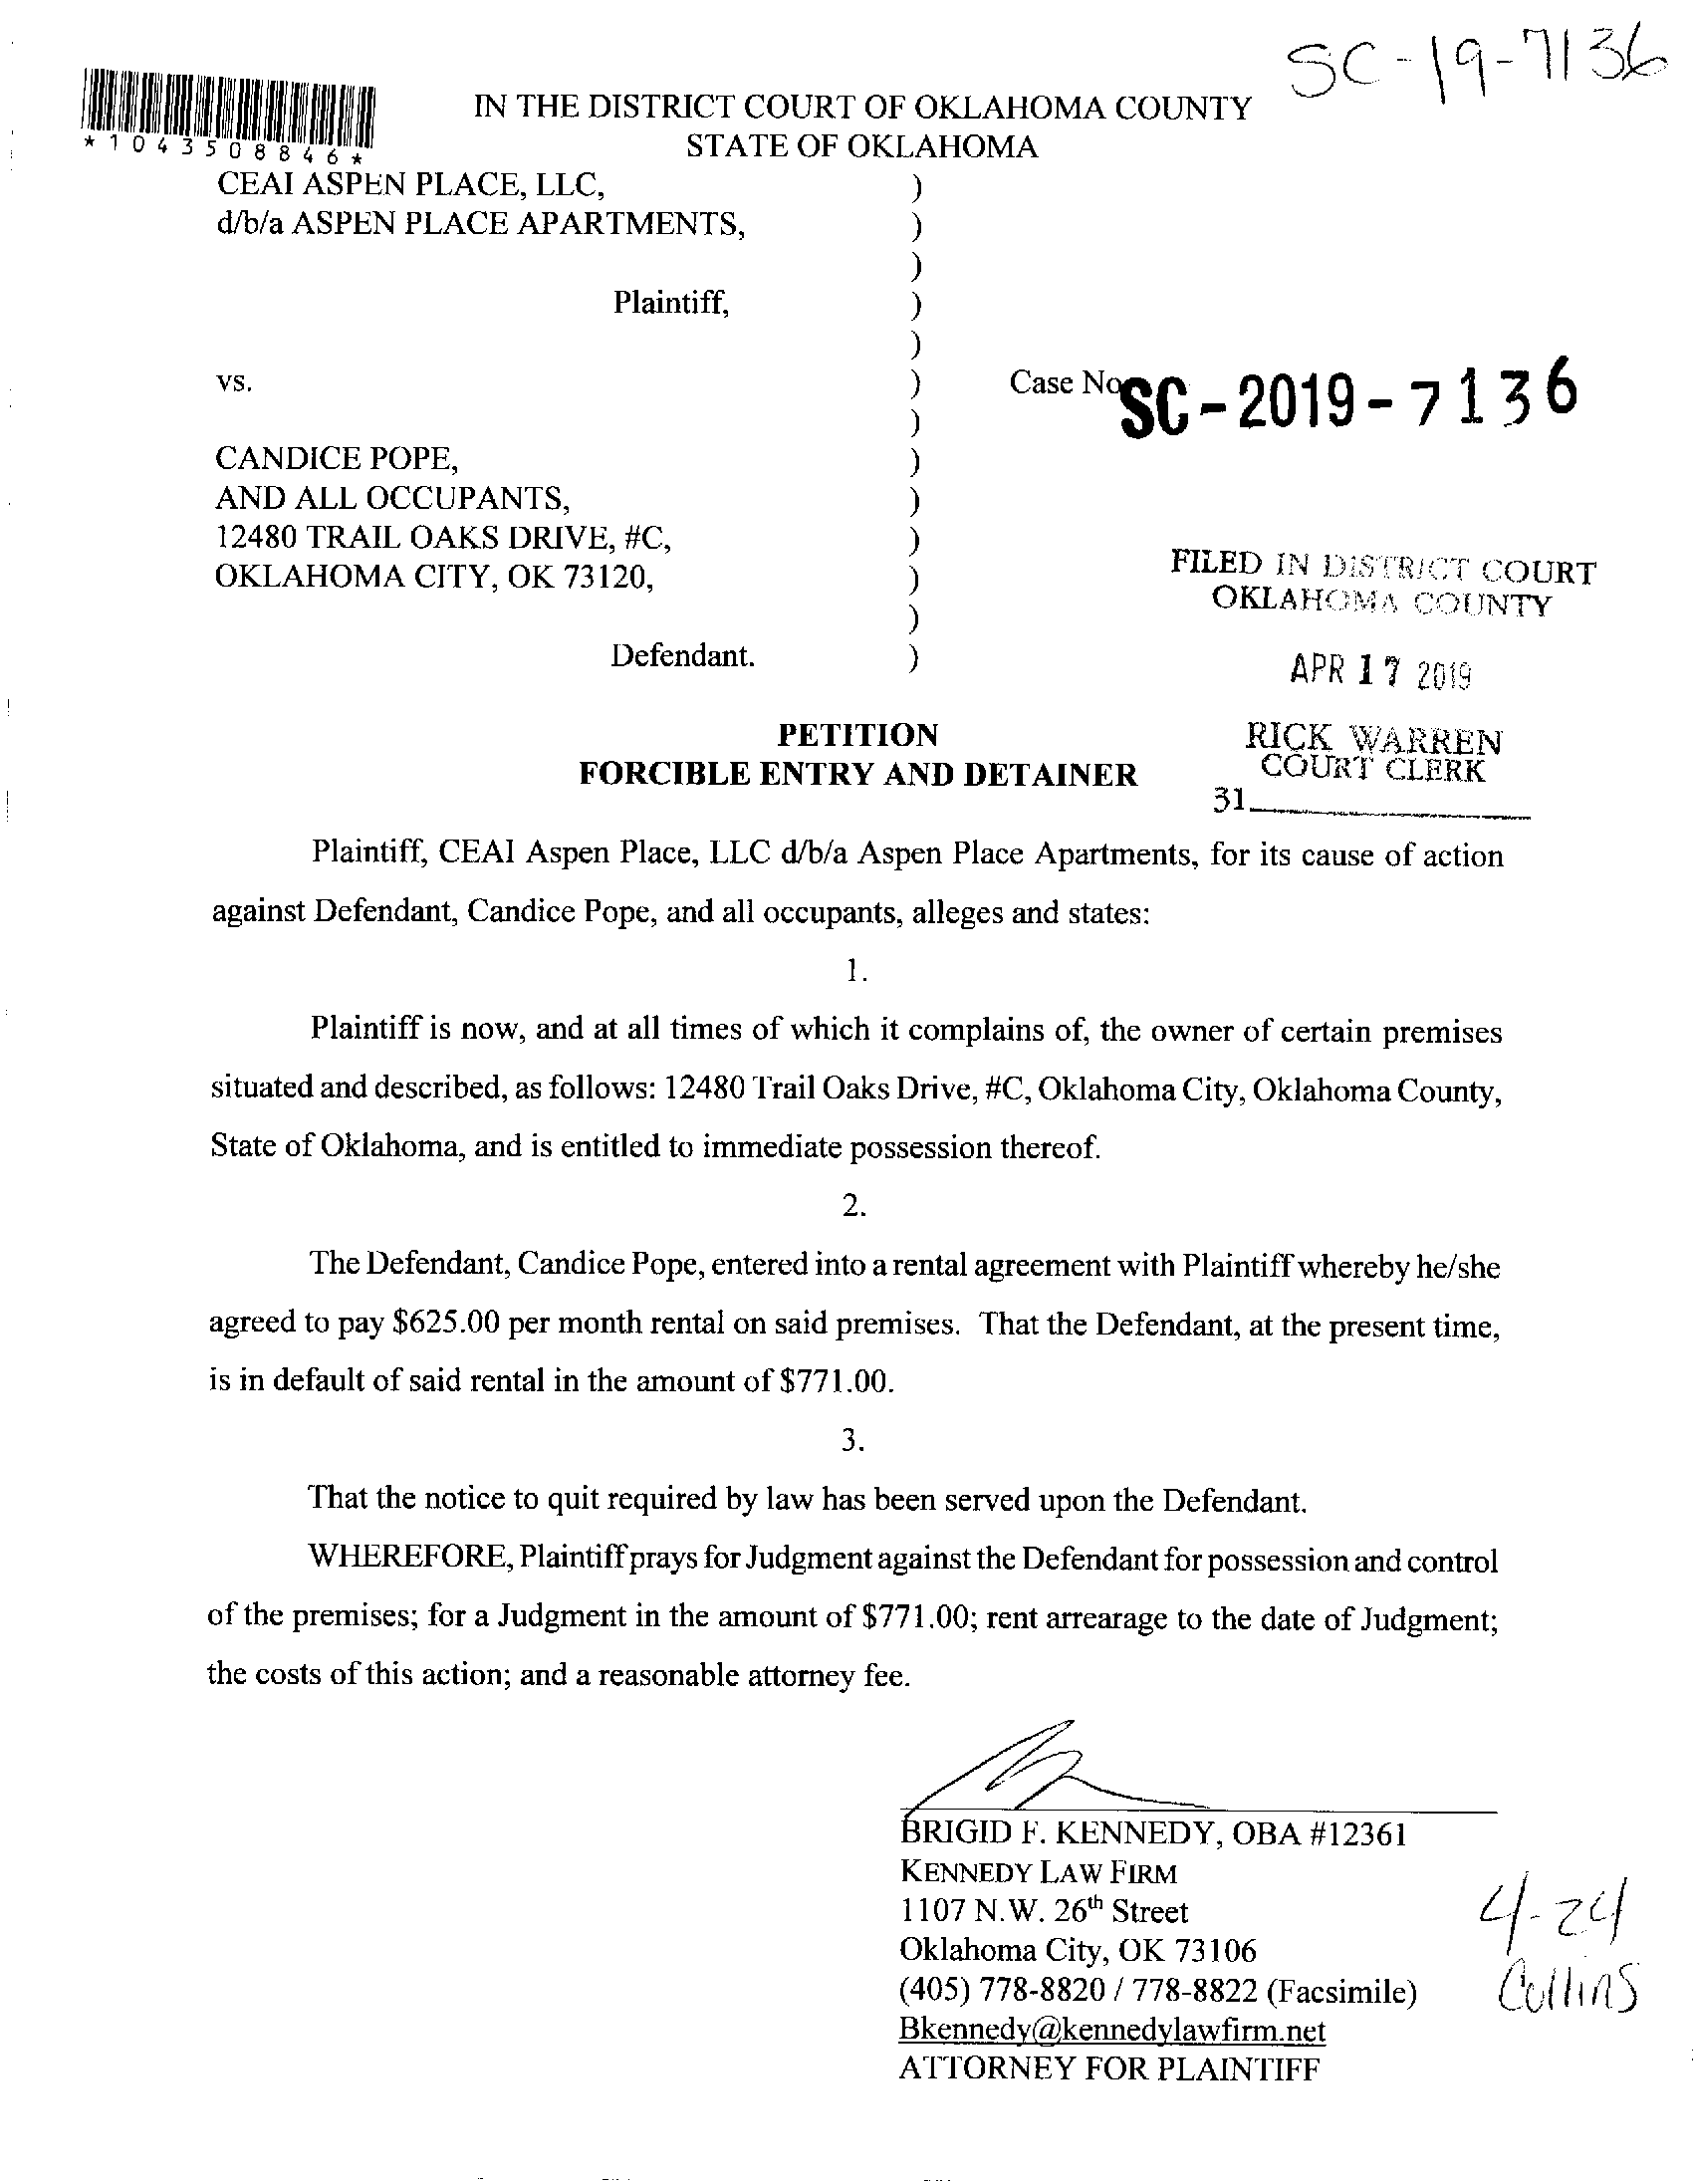 SC-19-7136
*1043508846*
IN THE DISTRICT COURT OF OKLAHOMA COUNTY
STATE OF OKLAHOMA
CEAI ASPEN PLACE, LLC, )
d/b/a ASPEN PLACE APARTMENTS, )
)
Plaintiff, )
)
vs. ) Case No. SC-2019-7136
)
CANDICE POPE, )
AND ALL OCCUPANTS, )
12480 TRAIL OAKS DRIVE, #C, )
OKLAHOMA CITY, OK 73120, )
)
Defendant. )
FILED IN DISTRICT COURT
OKLAHOMA COUNTY
APR 17 2019
RICK WARREN
COURT CLERK
31
PETITION
FORCIBLE ENTRY AND DETAINER
Plaintiff, CEAI Aspen Place, LLC d/b/a Aspen Place Apartments, for its cause of action
against Defendant, Candice Pope, and all occupants, alleges and states:
1.
Plaintiff is now, and at all times of which it complains of, the owner of certain premises
situated and described, as follows: 12480 Trail Oaks Drive, #C, Oklahoma City, Oklahoma County,
State of Oklahoma, and is entitled to immediate possession thereof.
2.
The Defendant, Candice Pope, entered into a rental agreement with Plaintiff whereby he/she
agreed to pay $625.00 per month rental on said premises. That the Defendant, at the present time,
is in default of said rental in the amount of $771.00.
3.
That the notice to quit required by law has been served upon the Defendant.
WHEREFORE, Plaintiff prays for Judgment against the Defendant for possession and control
of the premises; for a Judgment in the amount of $771.00; rent arrearage to the date of Judgment;
the costs of this action; and a reasonable attorney fee.
BRIGID F. KENNEDY, OBA #12361
KENNEDY LAW FIRM
1107 N.W. 26th Street
Oklahoma City, OK 73106
(405) 778-8820 / 778-8822 (Facsimile)
Bkennedy@kennedylawfirm.net
ATTORNEY FOR PLAINTIFF
4-24
Collins